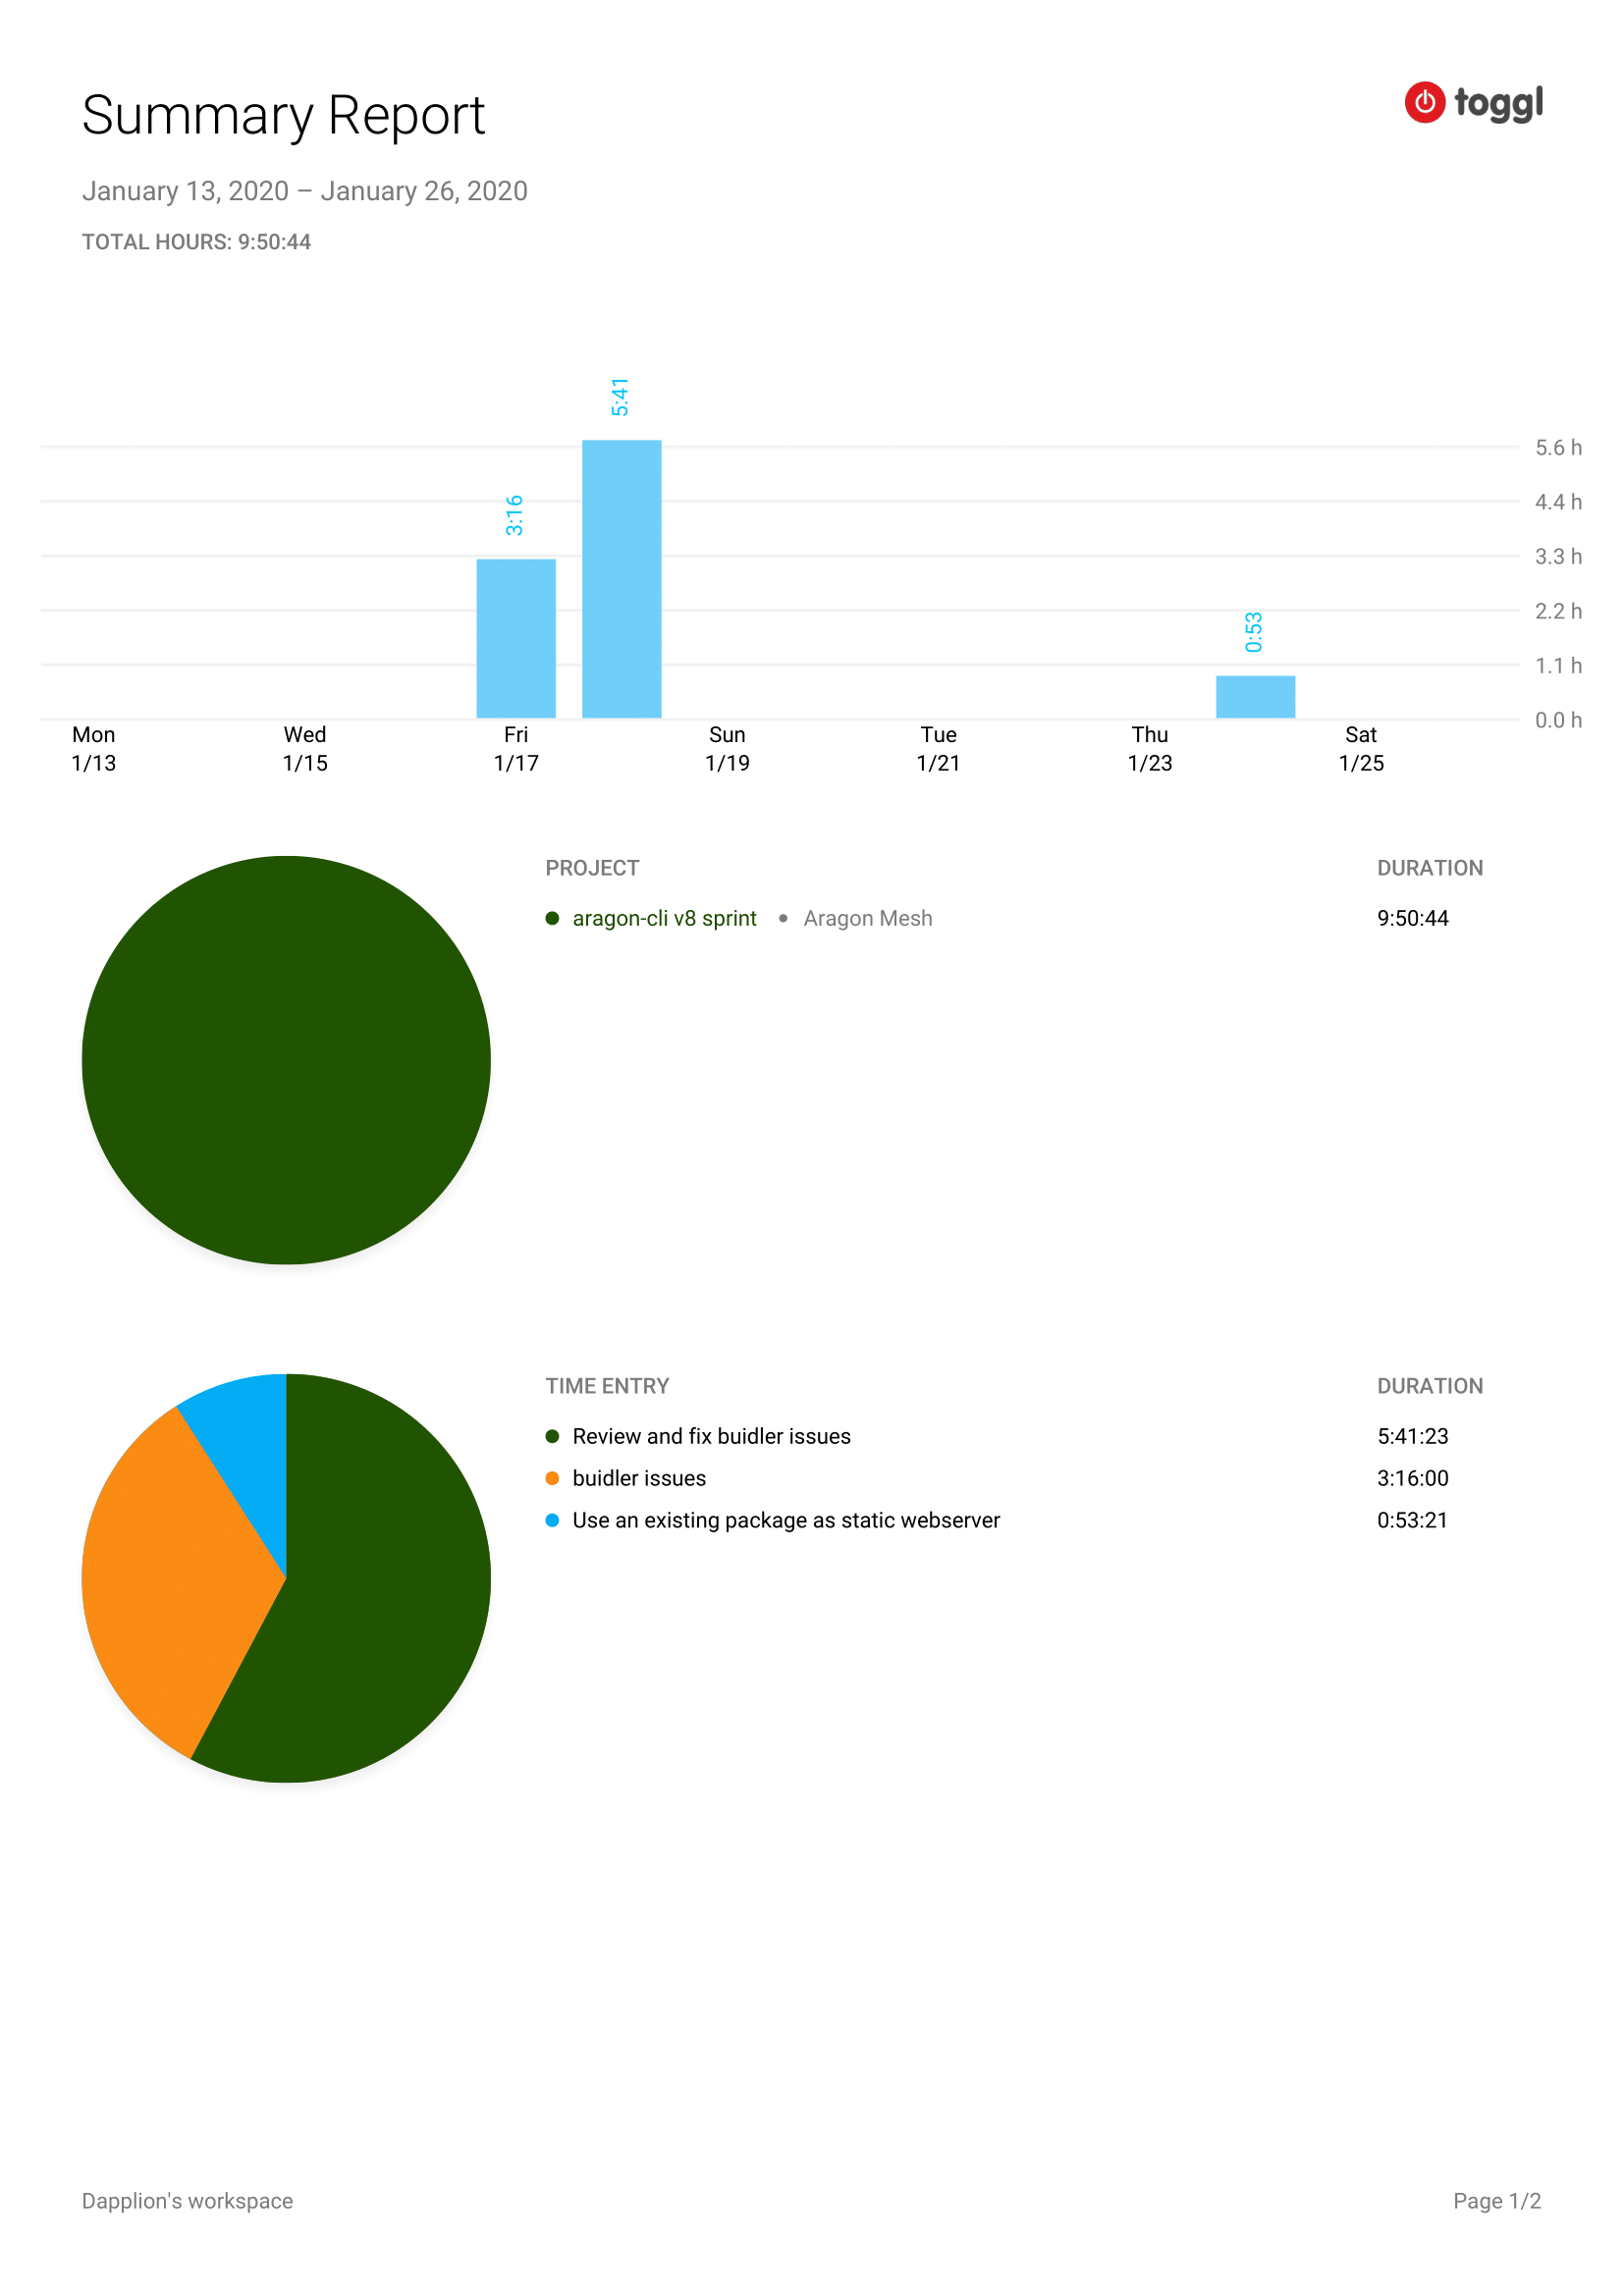 Summary Report
toggl
January 13, 2020 – January 26, 2020
TOTAL HOURS: 9:50:44
5:41
3:16
0:53
5.6 h
4.4 h
3.3 h
2.2 h
1.1 h
0.0 h
Mon Wed Fri Sun Tue Thu Sat
1/13 1/15 1/17 1/19 1/21 1/23 1/25
PROJECT DURATION
aragon-cli v8 sprint • Aragon Mesh 9:50:44
TIME ENTRY DURATION
Review and fix buidler issues 5:41:23
buidler issues 3:16:00
Use an existing package as static webserver 0:53:21
Dapplion's workspace Page 1/2